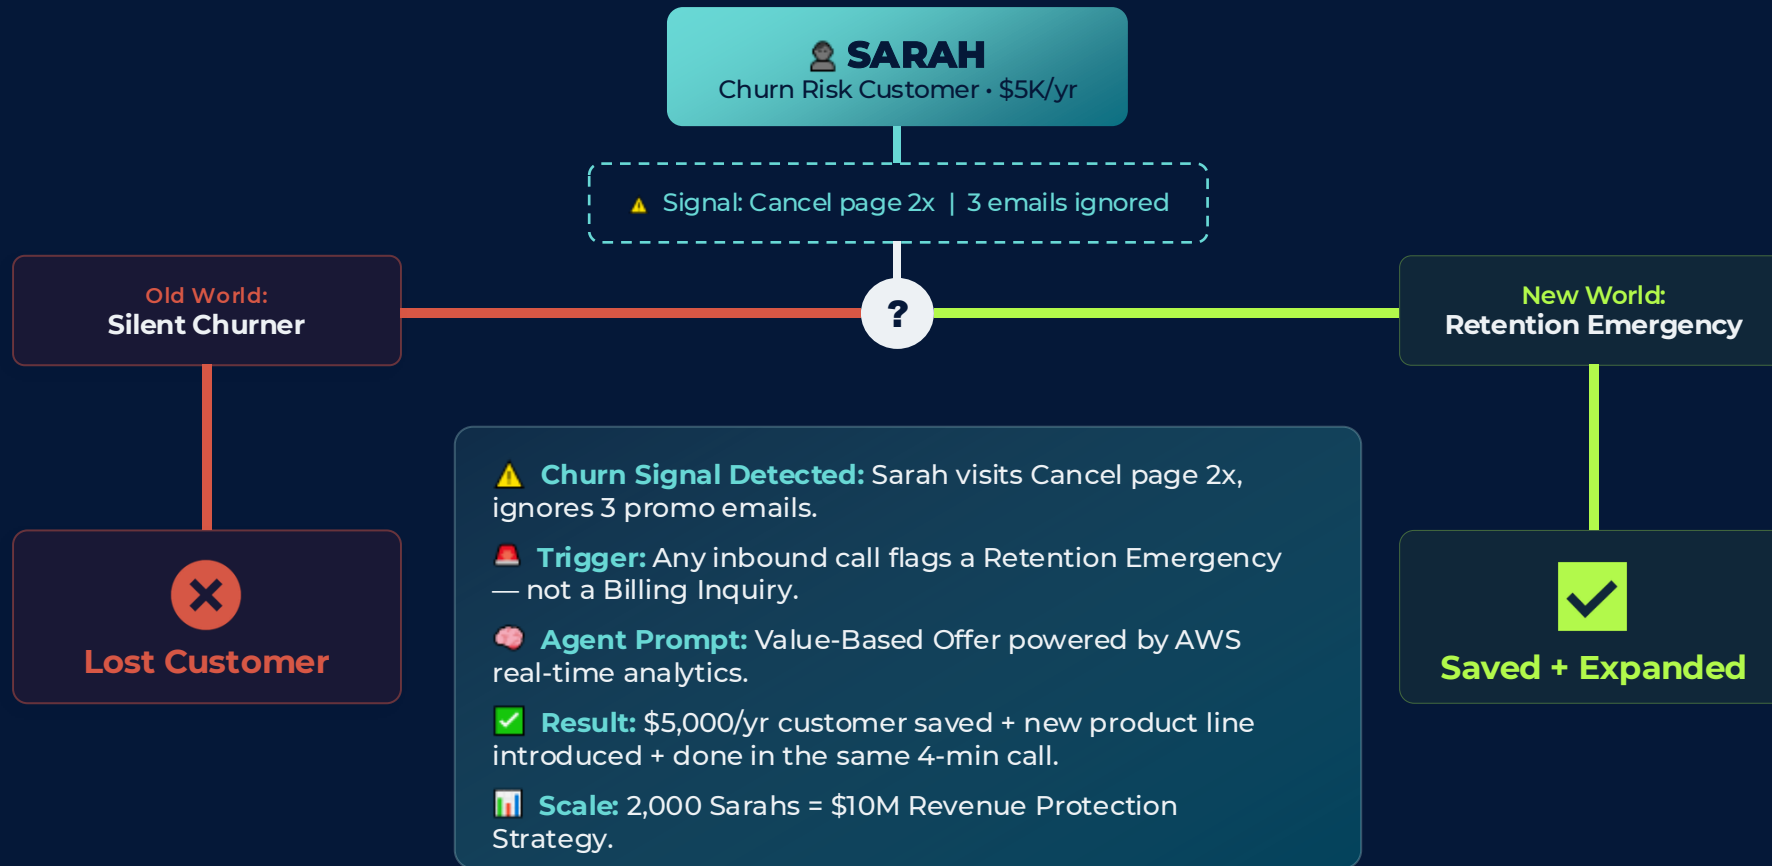 SARAH
Churn Risk Customer • $5K/yr
Signal: Cancel page 2x | 3 emails ignored
Old World:
Silent Churner
?
New World:
Retention Emergency
Churn Signal Detected: Sarah visits Cancel page 2x,
ignores 3 promo emails.
Trigger: Any inbound call flags a Retention Emergency
— not a Billing Inquiry.
Agent Prompt: Value-Based Offer powered by AWS
real-time analytics.
Result: $5,000/yr customer saved + new product line
introduced + done in the same 4-min call.
Scale: 2,000 Sarahs = $10M Revenue Protection
Strategy.
Lost Customer
Saved + Expanded